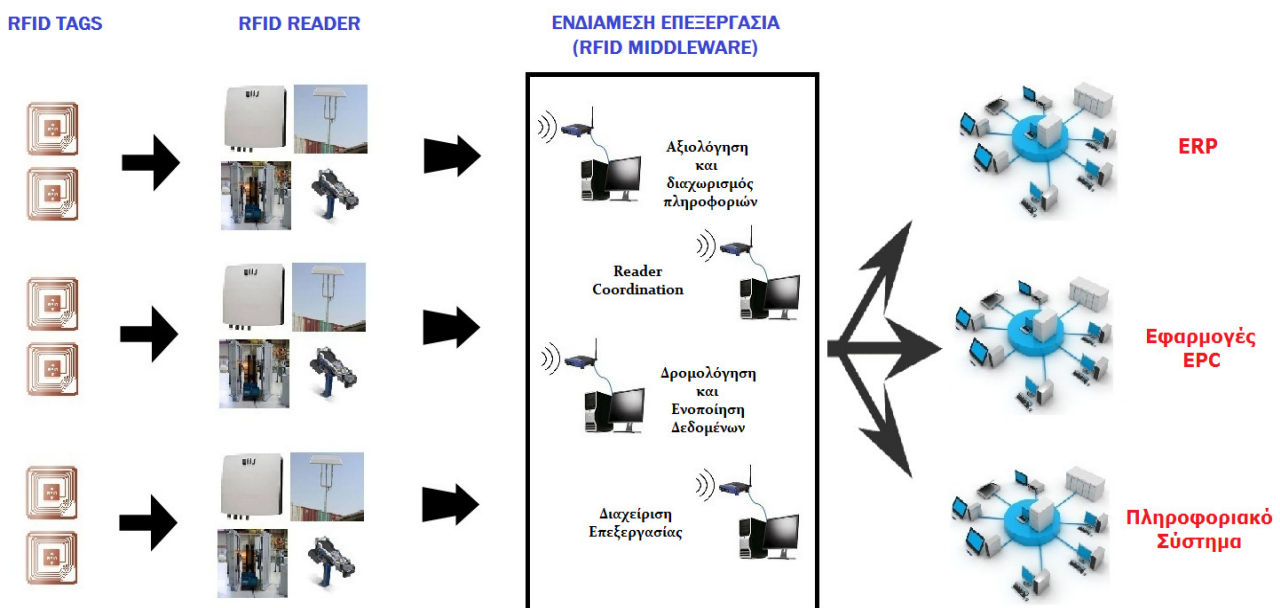 RFID TAGS
RFID READER
ΕΝΔΙΑΜΕΣΗ ΕΠΕΞΕΡΓΑΣΙΑ
(RFID MIDDLEWARE)
Αξιολόγηση
και
διαχωρισμός
πληροφοριών
Reader
Coordination
Δρομολόγηση
και
Ενοποίηση
Δεδομένων
Διαχείριση
Επεξεργασίας
ERP
Εφαρμογές
EPC
Πληροφοριακό
Σύστημα